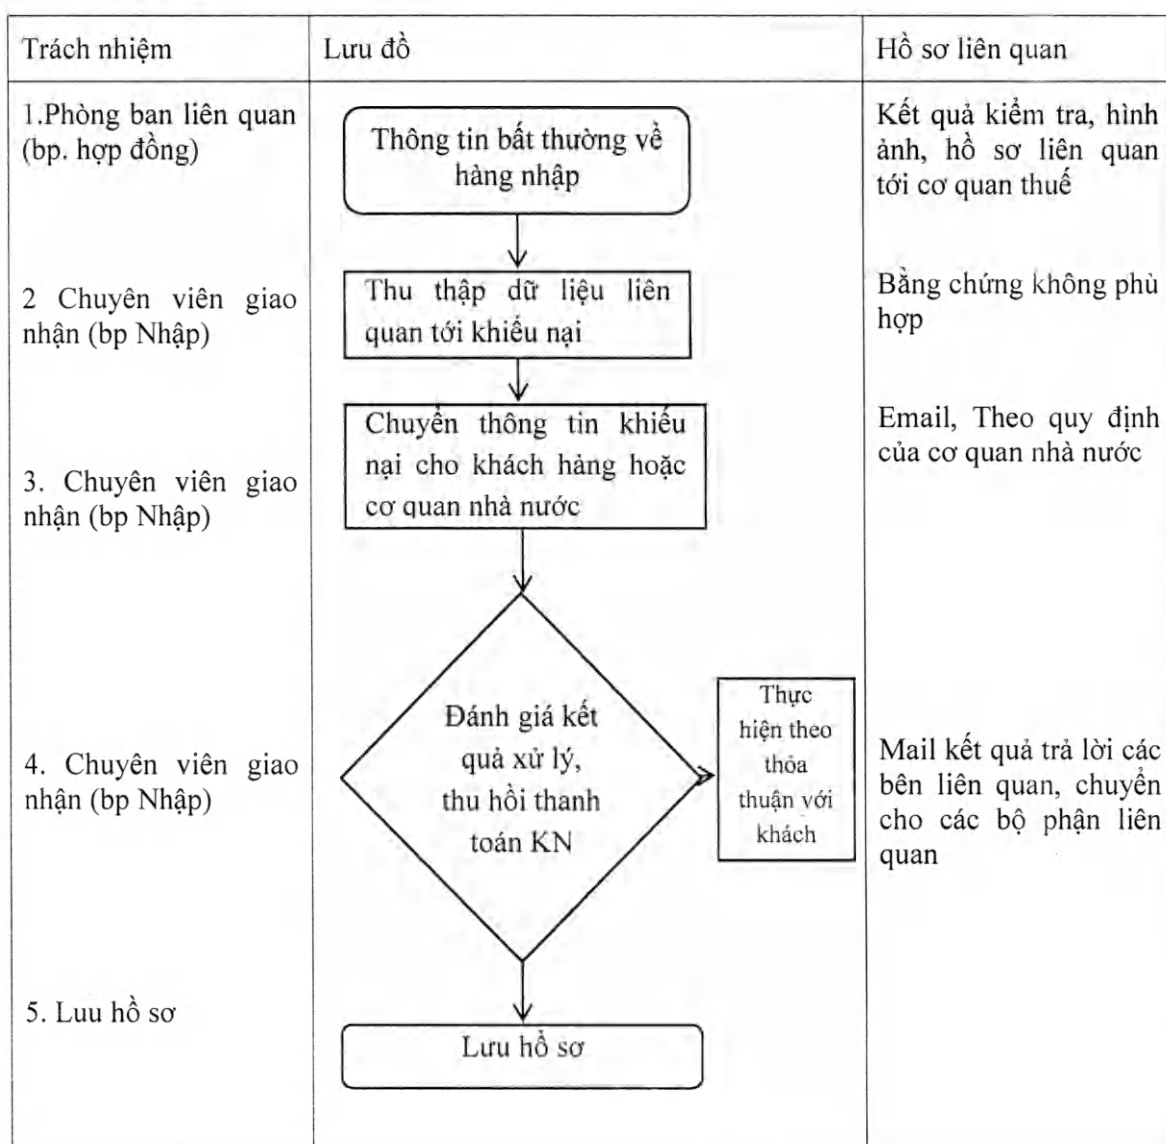 Trách nhiệm
Lưu đồ
Hồ sơ liên quan
1.Phòng ban liên quan
(bp. hợp đồng)
Thông tin bất thường về
hàng nhập
Kết quả kiểm tra, hình
ảnh, hồ sơ liên quan
tới cơ quan thuế
2 Chuyên viên giao
nhận (bp Nhập)
Thu thập dữ liệu liên
quan tới khiếu nại
Bằng chứng không phù
hợp
3. Chuyên viên giao
nhận (bp Nhập)
Chuyển thông tin khiếu
nại cho khách hàng hoặc
cơ quan nhà nước
Email, Theo quy định
của cơ quan nhà nước
4. Chuyên viên giao
nhận (bp Nhập)
Đánh giá kết
quả xử lý,
thu hồi thanh
toán KN
Thực
hiện theo
thỏa
thuận với
khách
Mail kết quả trả lời các
bên liên quan, chuyển
cho các bộ phận liên
quan
5. Luu hồ sơ
Lưu hồ sơ